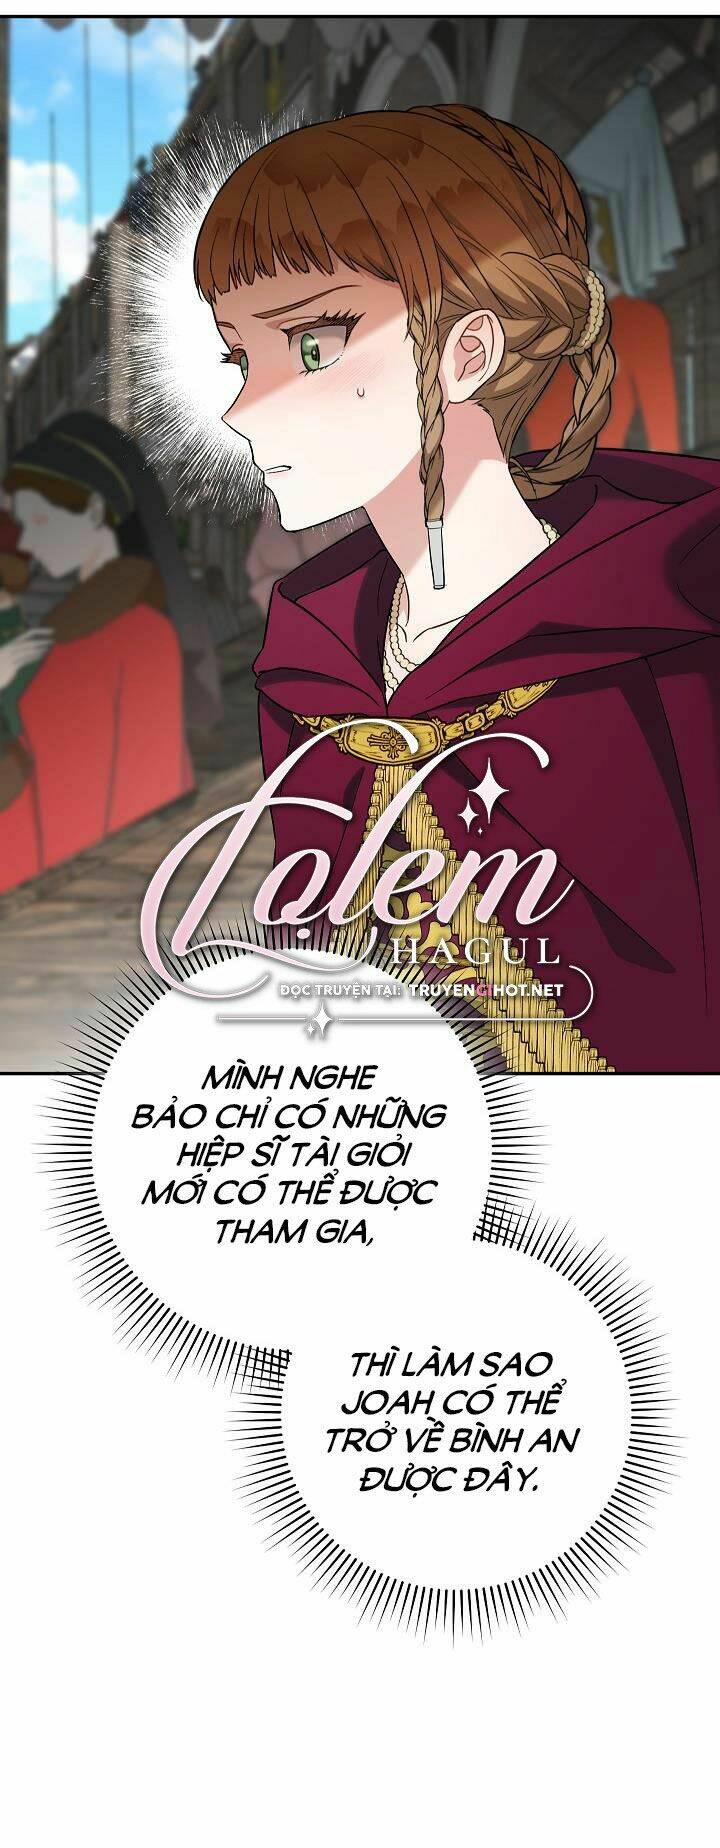 Lọlem
HAGUL
ĐỌC TRUYỆN TẠI: TRUYENGIHOT.NET
MÌNH NGHE
BẢO CHỈ CÓ NHỮNG
HIỆP SĨ TÀI GIỎI
MỚI CÓ THỂ ĐƯỢC
THAM GIA,
THÌ LÀM SAO
JOAH CÓ THỂ
TRỞ VỀ BÌNH AN
ĐƯỢC ĐÂY.